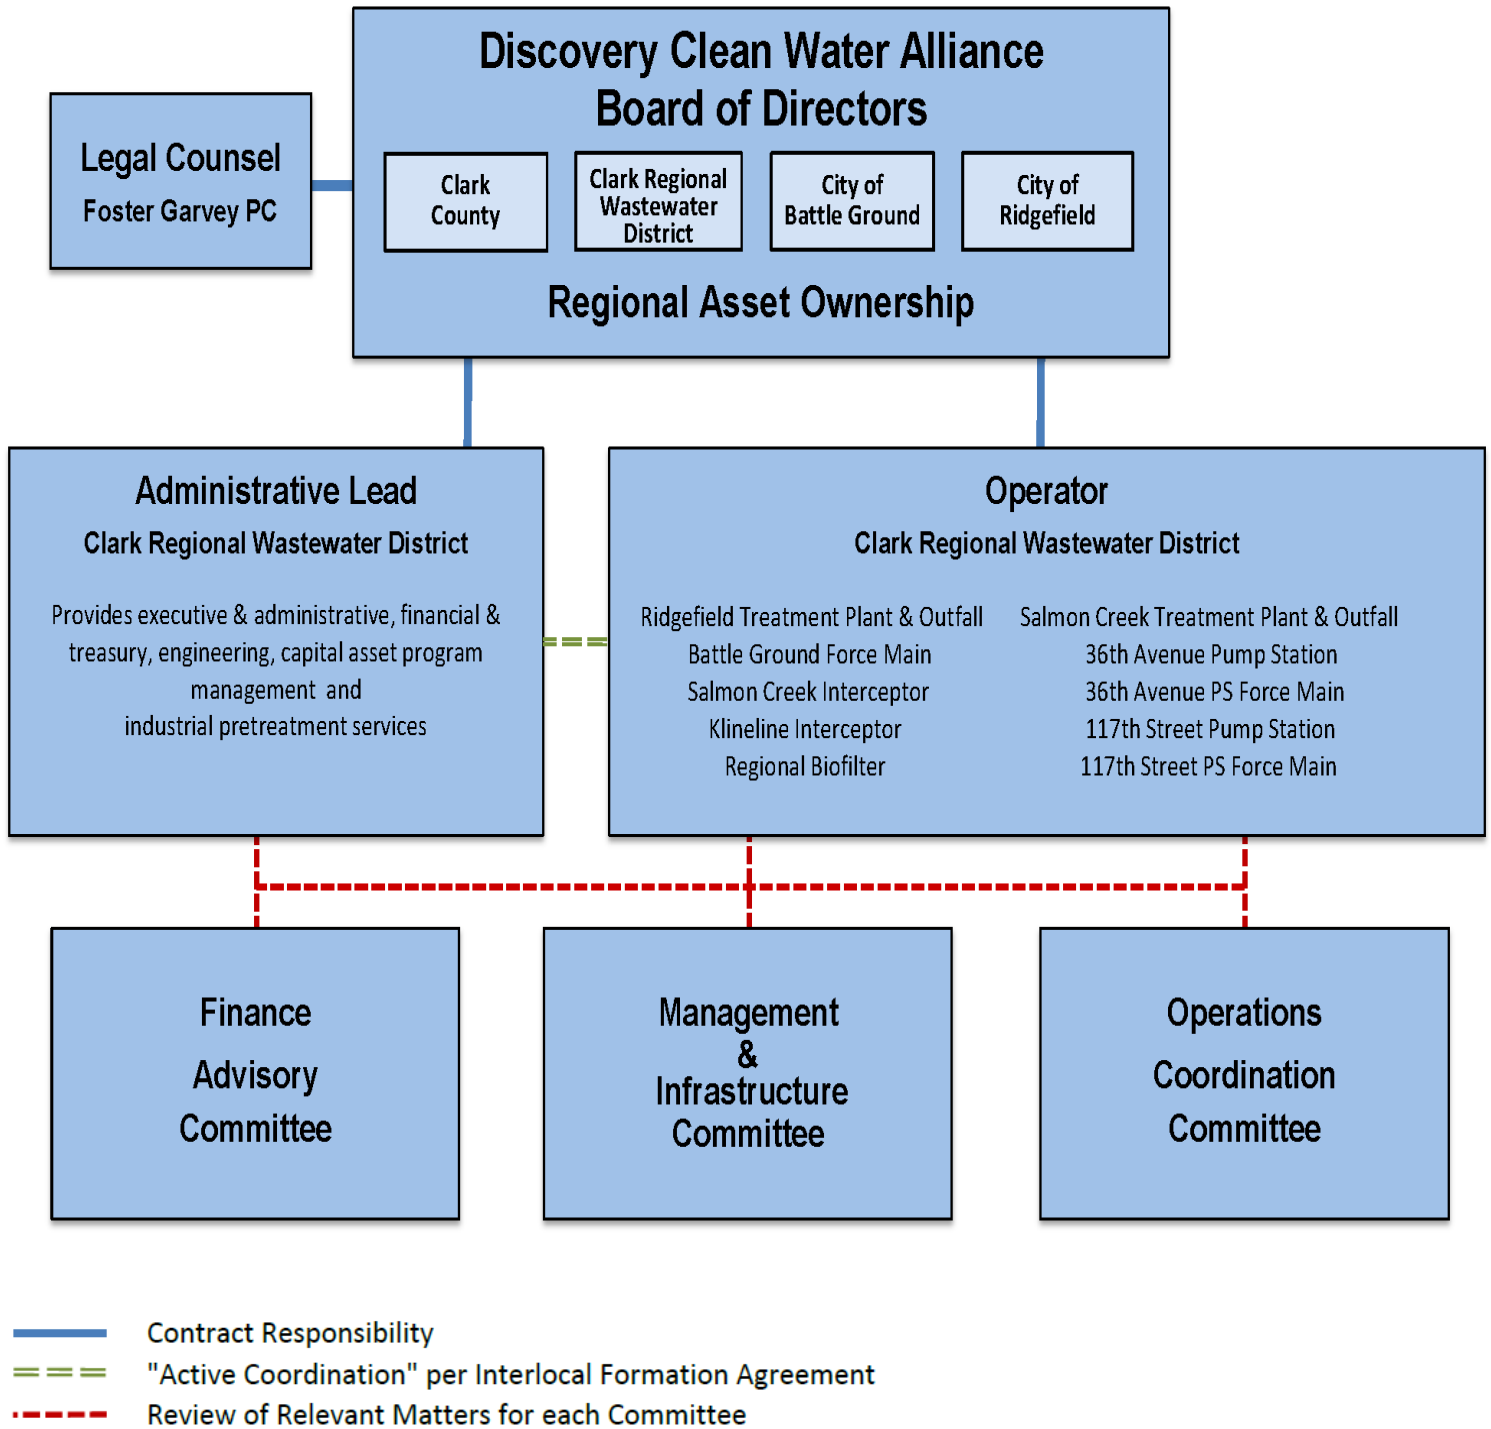 Discovery Clean Water Alliance
Board of Directors
Legal Counsel
Foster Garvey PC
Clark
County
Clark Regional
Wastewater
District
City of
Battle Ground
City of
Ridgefield
Regional Asset Ownership
Administrative Lead
Clark Regional Wastewater District
Provides executive & administrative, financial &
treasury, engineering, capital asset program
management and
industrial pretreatment services
Operator
Clark Regional Wastewater District
Ridgefield Treatment Plant & Outfall
Battle Ground Force Main
Salmon Creek Interceptor
Klineline Interceptor
Regional Biofilter
Salmon Creek Treatment Plant & Outfall
36th Avenue Pump Station
36th Avenue PS Force Main
117th Street Pump Station
117th Street PS Force Main
Finance
Advisory
Committee
Management
&
Infrastructure
Committee
Operations
Coordination
Committee
Contract Responsibility
"Active Coordination" per Interlocal Formation Agreement
Review of Relevant Matters for each Committee